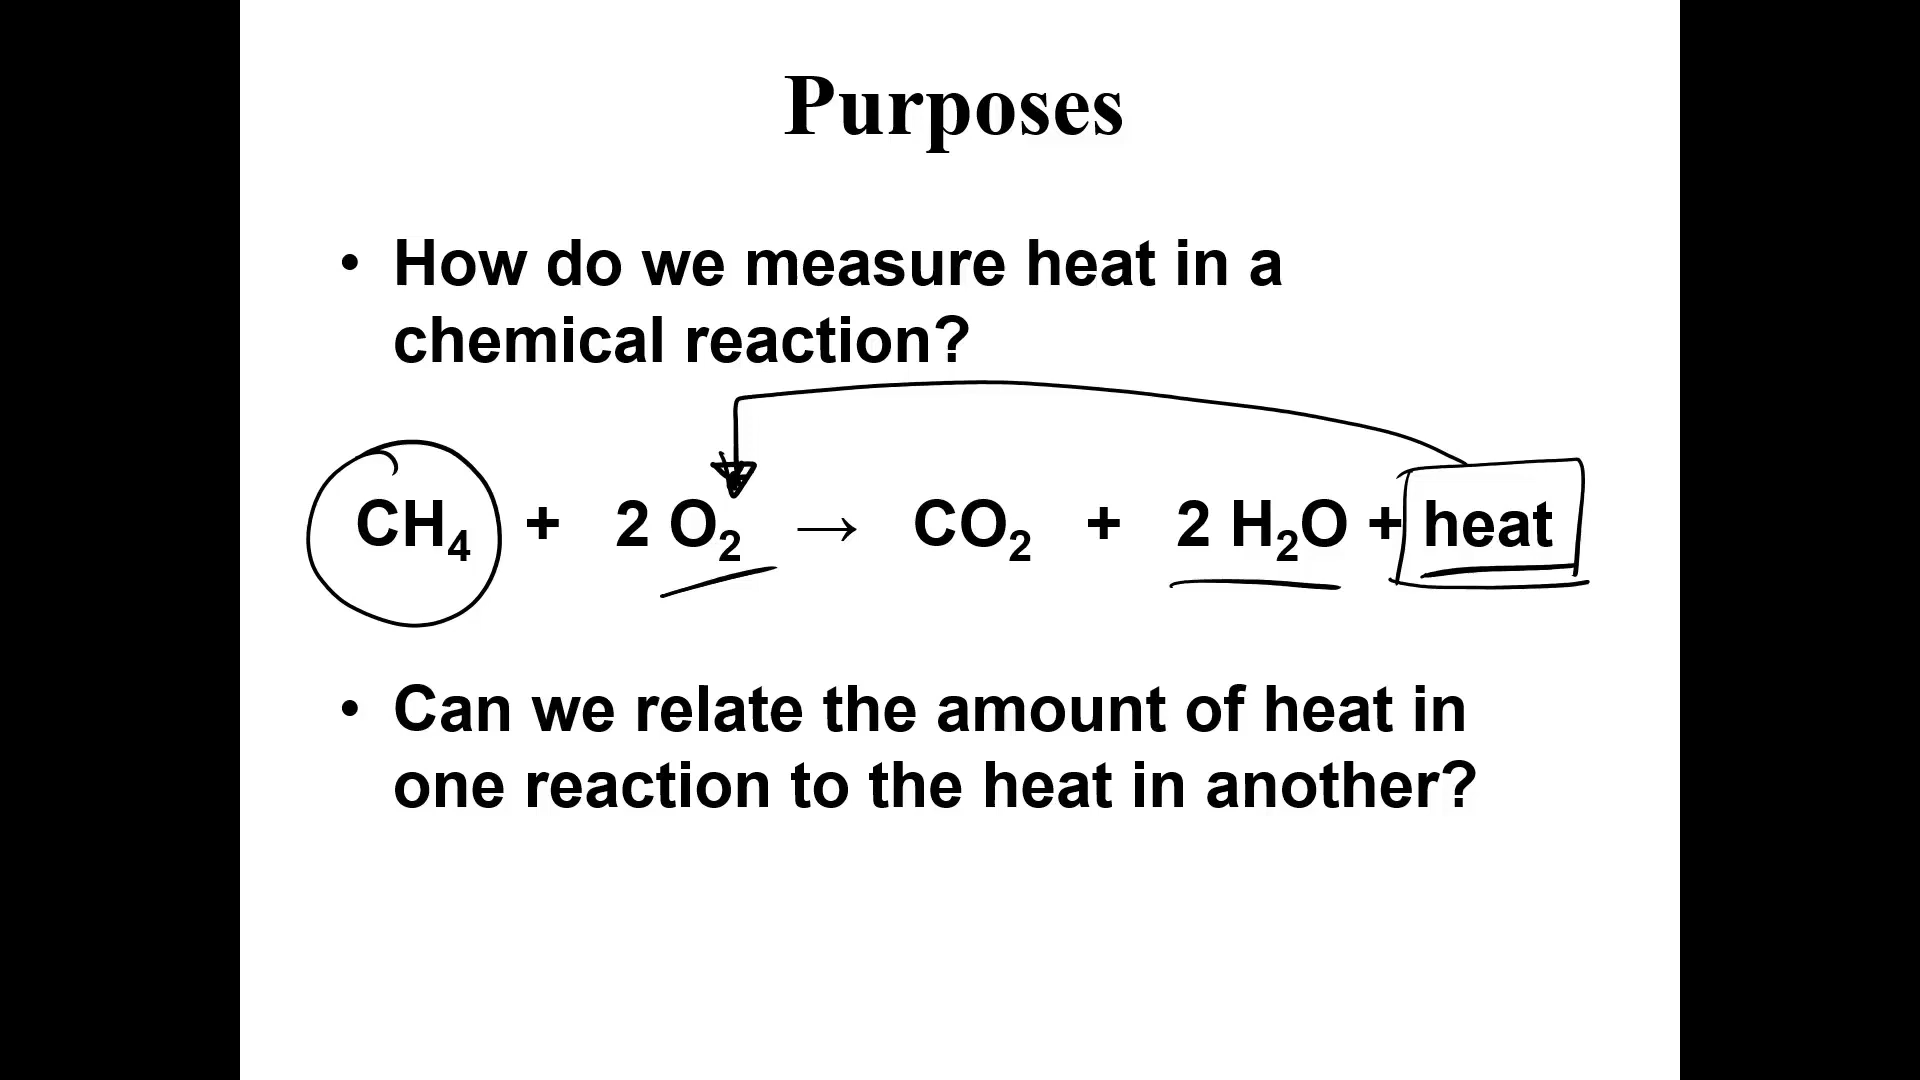 Purposes
• How do we measure heat in a
chemical reaction?
CH₄ + 2 O₂ → CO₂ + 2 H₂O + heat
• Can we relate the amount of heat in
one reaction to the heat in another?